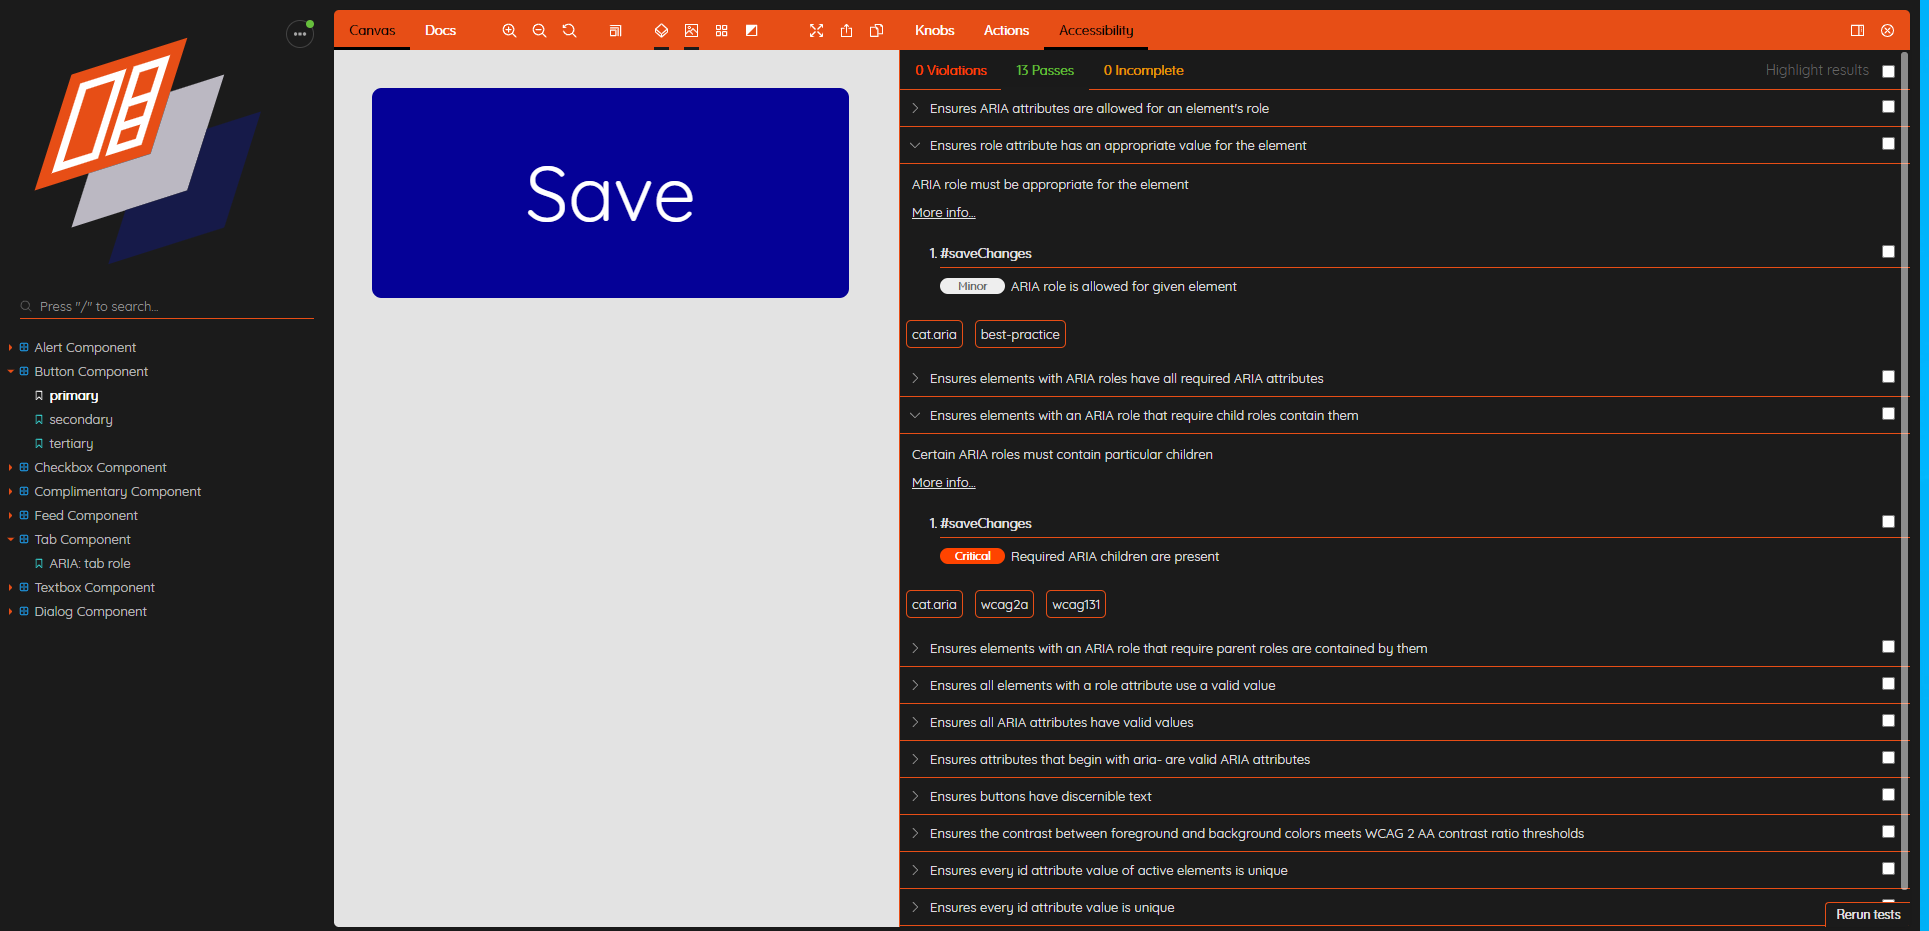 Canvas
Docs
Knobs
Actions
Accessibility
Press "/" to search...
Alert Component
Button Component
primary
secondary
tertiary
Checkbox Component
Complimentary Component
Feed Component
Tab Component
ARIA: tab role
Textbox Component
Dialog Component
Save
0 Violations
13 Passes
0 Incomplete
Highlight results
Ensures ARIA attributes are allowed for an element's role
Ensures role attribute has an appropriate value for the element
ARIA role must be appropriate for the element
More info...
1. #saveChanges
Minor ARIA role is allowed for given element
cat.aria best-practice
Ensures elements with ARIA roles have all required ARIA attributes
Ensures elements with an ARIA role that require child roles contain them
Certain ARIA roles must contain particular children
More info...
1. #saveChanges
Critical Required ARIA children are present
cat.aria wcag2a wcag131
Ensures elements with an ARIA role that require parent roles are contained by them
Ensures all elements with a role attribute use a valid value
Ensures all ARIA attributes have valid values
Ensures attributes that begin with aria- are valid ARIA attributes
Ensures buttons have discernible text
Ensures the contrast between foreground and background colors meets WCAG 2 AA contrast ratio thresholds
Ensures every id attribute value of active elements is unique
Ensures every id attribute value is unique
Rerun tests